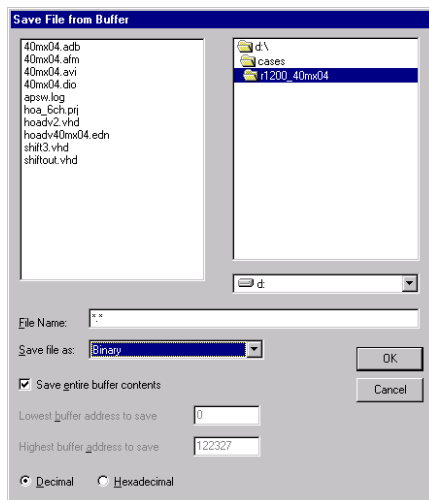 Save File from Buffer
40mx04.adb
40mx04.afm
40mx04.avi
40mx04.dio
apsw.log
hoa_6ch.prj
hoadv2.vhd
hoadv40mx04.edn
shift3.vhd
shiftout.vhd
d:\
cases
r1200_40mx04
d:
File Name: *.*
Save file as: Binary
OK
Save entire buffer contents
Cancel
Lowest buffer address to save 0
Highest buffer address to save 122327
Decimal Hexadecimal